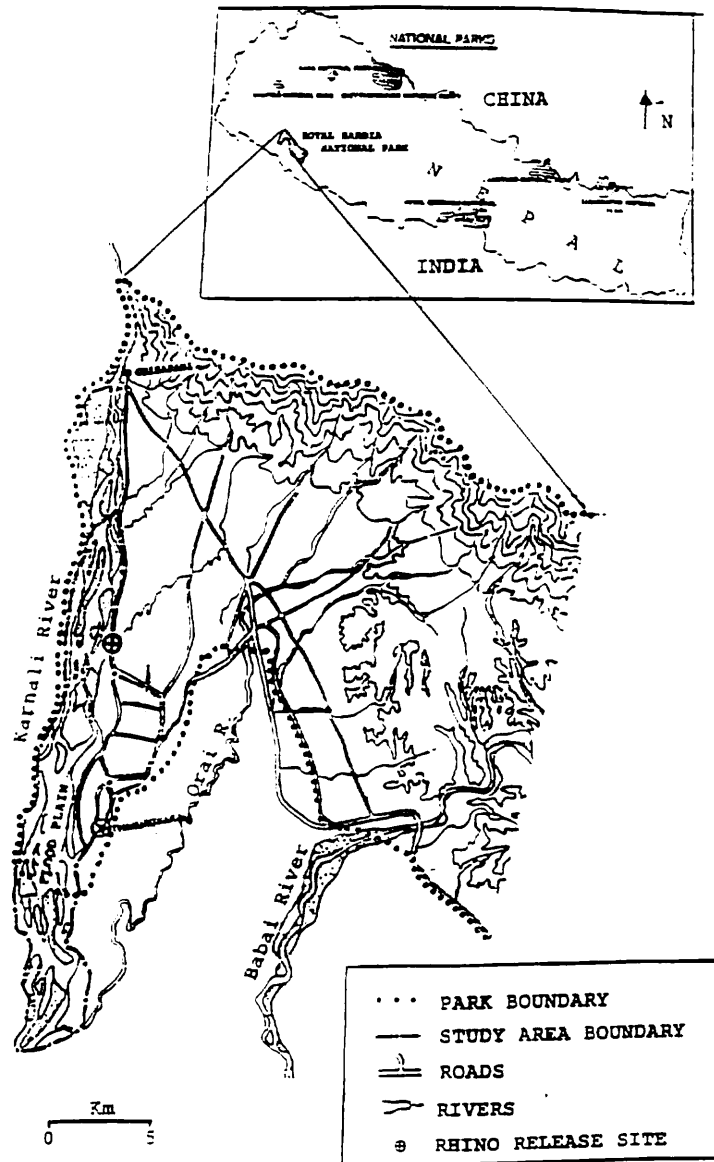 NATIONAL PARKS
CHINA
N
ROYAL BARDIA
NATIONAL PARK
N E P A L
INDIA
Karnali River
Orai R.
FLOOD PLAIN
Babai River
PARK BOUNDARY
STUDY AREA BOUNDARY
ROADS
RIVERS
RHINO RELEASE SITE
Km
0 5